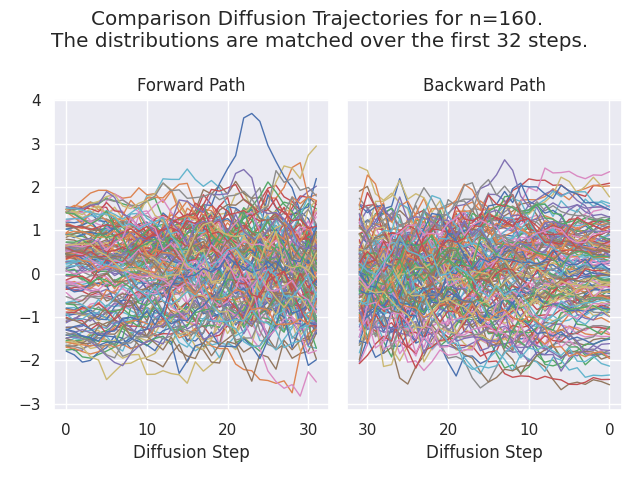 Comparison Diffusion Trajectories for n=160.
The distributions are matched over the first 32 steps.
Forward Path
Backward Path
4
3
2
1
0
−1
−2
−3
0 10 20 30
30 20 10 0
Diffusion Step
Diffusion Step